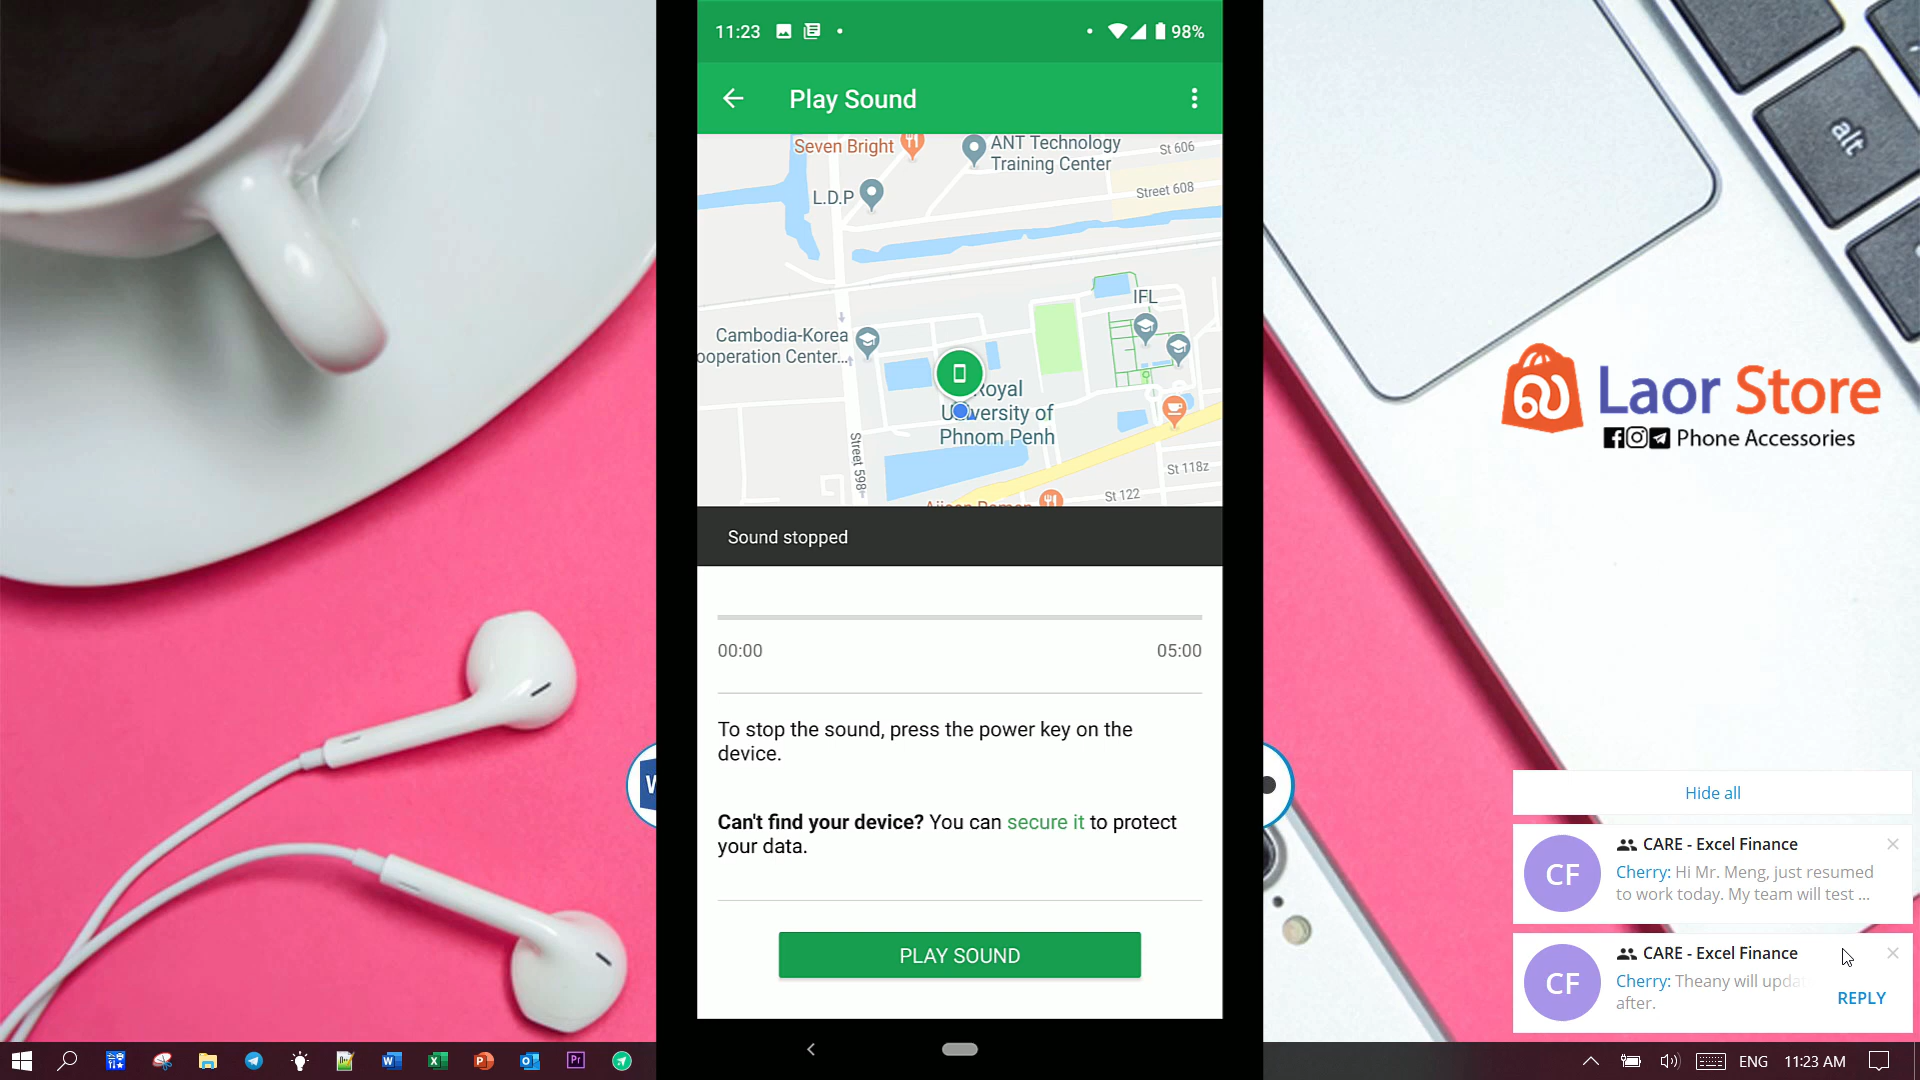 11:23
98%
Play Sound
Seven Bright
ANT Technology
Training Center
St 606
Street 608
L.D.P
IFL
Cambodia-Korea
ooperation Center...
Royal
University of
Phnom Penh
Street 598
St 118z
St 122
Sound stopped
00:00
05:00
To stop the sound, press the power key on the
device.
Can't find your device? You can secure it to protect
your data.
PLAY SOUND
alt
Laor Store
Phone Accessories
Hide all
CF
CARE - Excel Finance
Cherry: Hi Mr. Meng, just resumed
to work today. My team will test ...
CF
CARE - Excel Finance
Cherry: Theany will upda
after.
REPLY
W
ENG
11:23 AM